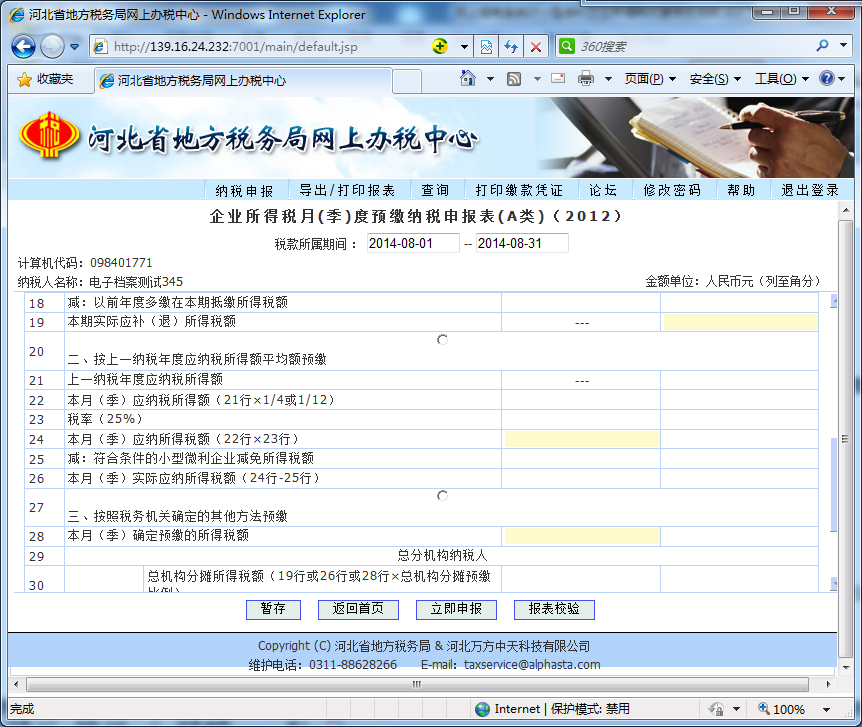 河北省地方税务局网上办税中心 - Windows Internet Explorer
http://139.16.24.232:7001/main/default.jsp
360搜索
收藏夹
河北省地方税务局网上办税中心
页面(P)
安全(S)
工具(O)
河北省地方税务局网上办税中心
纳税申报 导出/打印报表 查询 打印缴款凭证 论坛 修改密码 帮助 退出登录
企业所得税月(季)度预缴纳税申报表(A类)（2012）
税款所属期间： 2014-08-01 -- 2014-08-31
计算机代码：098401771
纳税人名称：电子档案测试345 金额单位：人民币元（列至角分）
18 减：以前年度多缴在本期抵缴所得税额
19 本期实际应补（退）所得税额 ---
20 二、按上一纳税年度应纳税所得额平均额预缴
21 上一纳税年度应纳税所得额 ---
22 本月（季）应纳税所得额（21行×1/4或1/12）
23 税率（25%）
24 本月（季）应纳所得税额（22行×23行）
25 减：符合条件的小型微利企业减免所得税额
26 本月（季）实际应纳所得税额（24行-25行）
27 三、按照税务机关确定的其他方法预缴
28 本月（季）确定预缴的所得税额
29 总分机构纳税人
30 总机构分摊所得税额（19行或26行或28行×总机构分摊预缴
比例）
暂存 返回首页 立即申报 报表校验
Copyright (C) 河北省地方税务局 & 河北万方中天科技有限公司
维护电话：0311-88628266 E-mail：taxservice@alphasta.com
完成 Internet | 保护模式: 禁用 100%